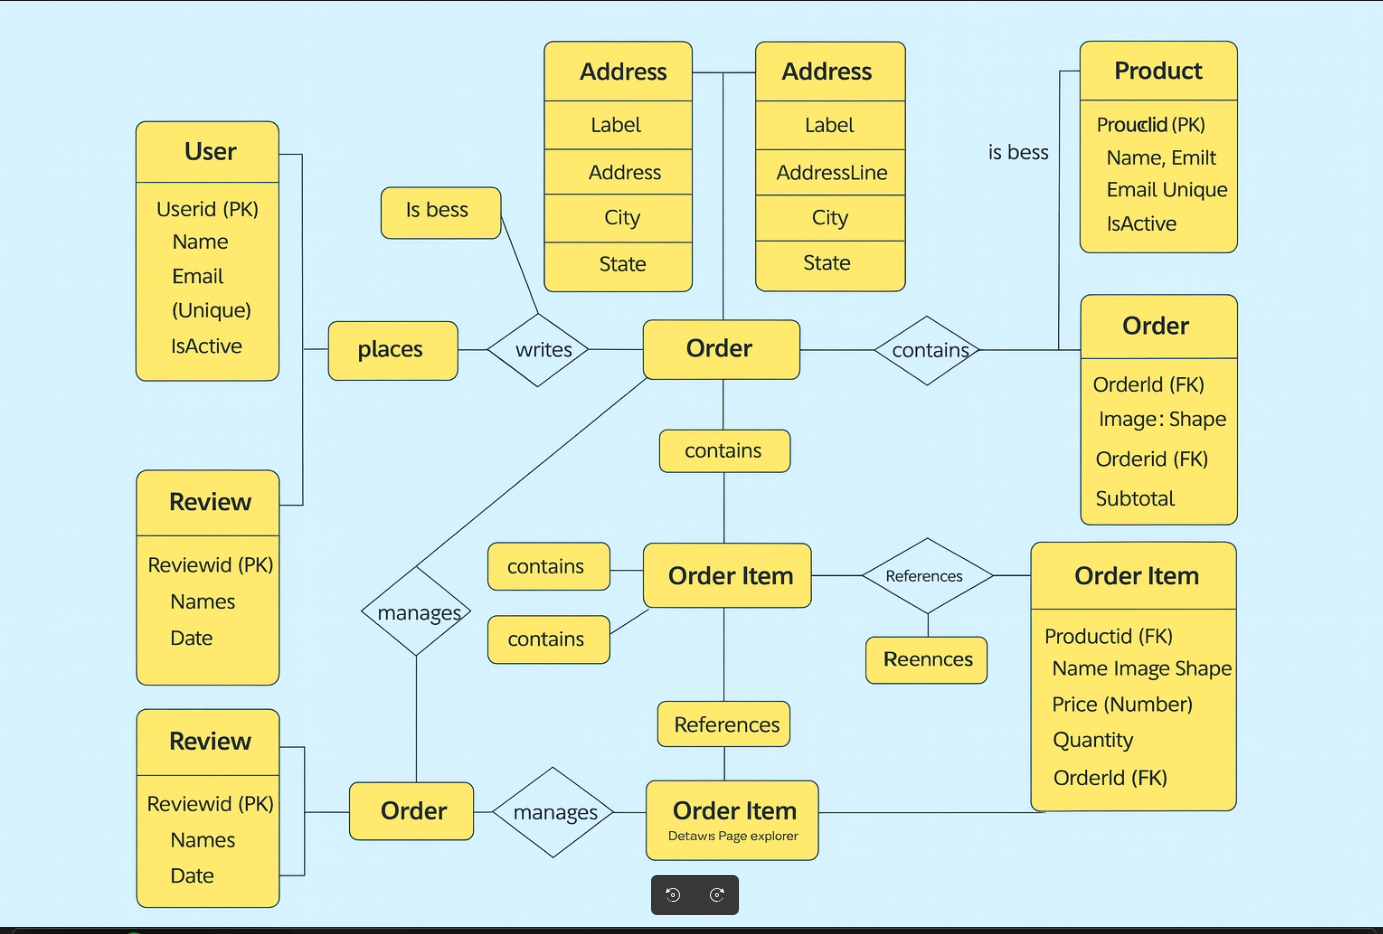 User
Userid (PK)
Name
Email
(Unique)
IsActive
Is bess
places
writes
Address
Label
Address
City
State
Address
Label
AddressLine
City
State
is bess
Product
Prouclid (PK)
Name, Emilt
Email Unique
IsActive
Order
contains
Order
OrderId (FK)
Image: Shape
Orderid (FK)
Subtotal
contains
Review
Reviewid (PK)
Names
Date
manages
contains
contains
Order Item
References
Reennces
Order Item
Productid (FK)
Name Image Shape
Price (Number)
Quantity
OrderId (FK)
References
Review
Reviewid (PK)
Names
Date
Order
manages
Order Item
Detawıs Page explorer